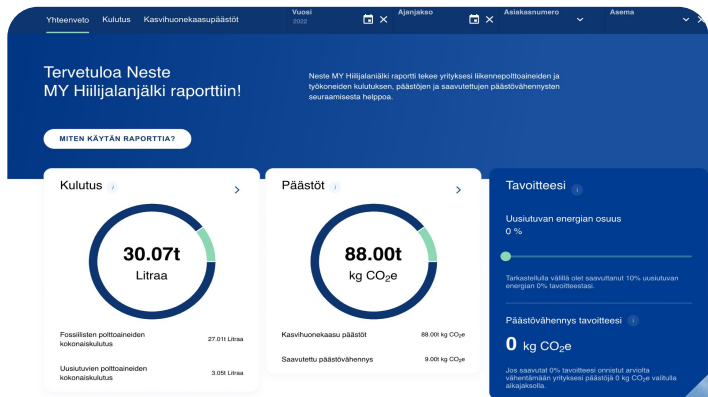 Yhteenveto Kulutus Kasvihuonekaasupäästöt
Vuosi
2022
Ajanjakso
Asiakasnumero
Asema
Tervetuloa Neste
MY Hiilijalanjälki raporttiin!
Neste MY Hiilijalaniälki raportti tekee yrityksesi liikennepolttoaineiden ja
työkoneiden kulutuksen, päästöjen ja saavutettujen päästövähennysten
seuraamisesta helppoa.
MITEN KÄYTÄN RAPORTTIA?
Kulutus
30.07t
Litraa
Fossiilisten polttoaineiden
kokonaiskulutus
27.01t Litraa
Uusiutuvien polttoaineiden
kokonaiskulutus
3.05t Litraa
Päästöt
88.00t
kg CO₂e
Kasvihuonekaasu päästöt 88.00t kg CO₂e
Saavutettu päästövähennys 9.00t kg CO₂e
Tavoitteesi
Uusiutuvan energian osuus
0 %
Tarkastellulla välillä olet saavuttanut 10% uusiutuvan
energian 0% tavoitteestasi.
Päästövähennys tavoitteesi
0 kg CO₂e
Jos saavutat 0% tavoitteesi onnistut arviolta
vähentämään yrityksesi päästöjä 0 kg CO₂e valitulla
aikajaksolla.